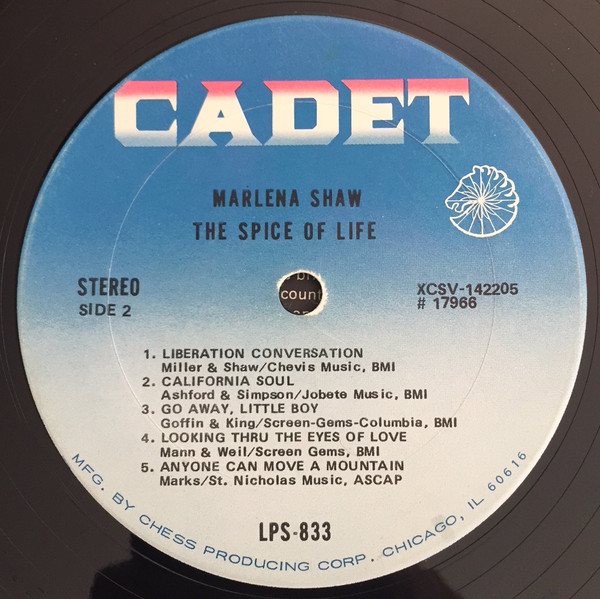 CADET
MARLENA SHAW
THE SPICE OF LIFE
STEREO
SIDE 2
count
XCSV-142205
# 17966
1. LIBERATION CONVERSATION
Miller & Shaw/Chevis Music, BMI
2. CALIFORNIA SOUL
Ashford & Simpson/Jobete Music, BMI
3. GO AWAY, LITTLE BOY
Goffin & King/Screen-Gems-Columbia, BMI
4. LOOKING THRU THE EYES OF LOVE
Mann & Weil/Screen Gems, BMI
5. ANYONE CAN MOVE A MOUNTAIN
Marks/St. Nicholas Music, ASCAP
LPS-833
MFG. BY CHESS PRODUCING CORP. CHICAGO, IL 60616